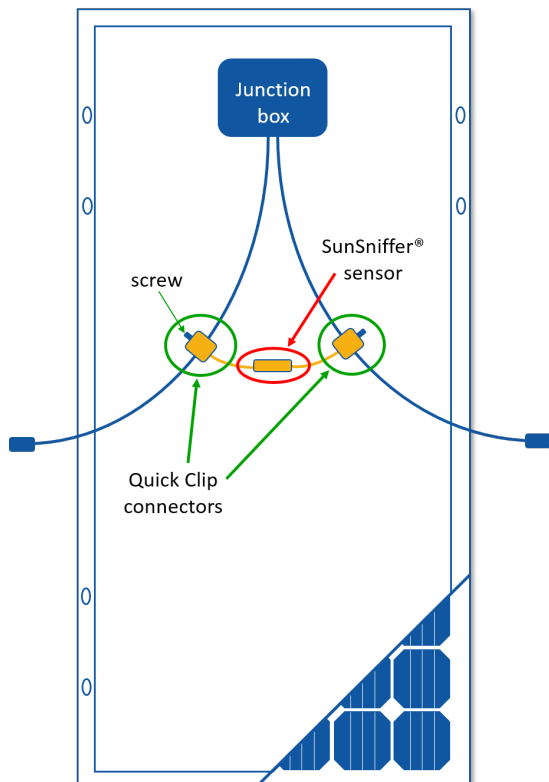 Junction
box
SunSniffer®
sensor
screw
Quick Clip
connectors